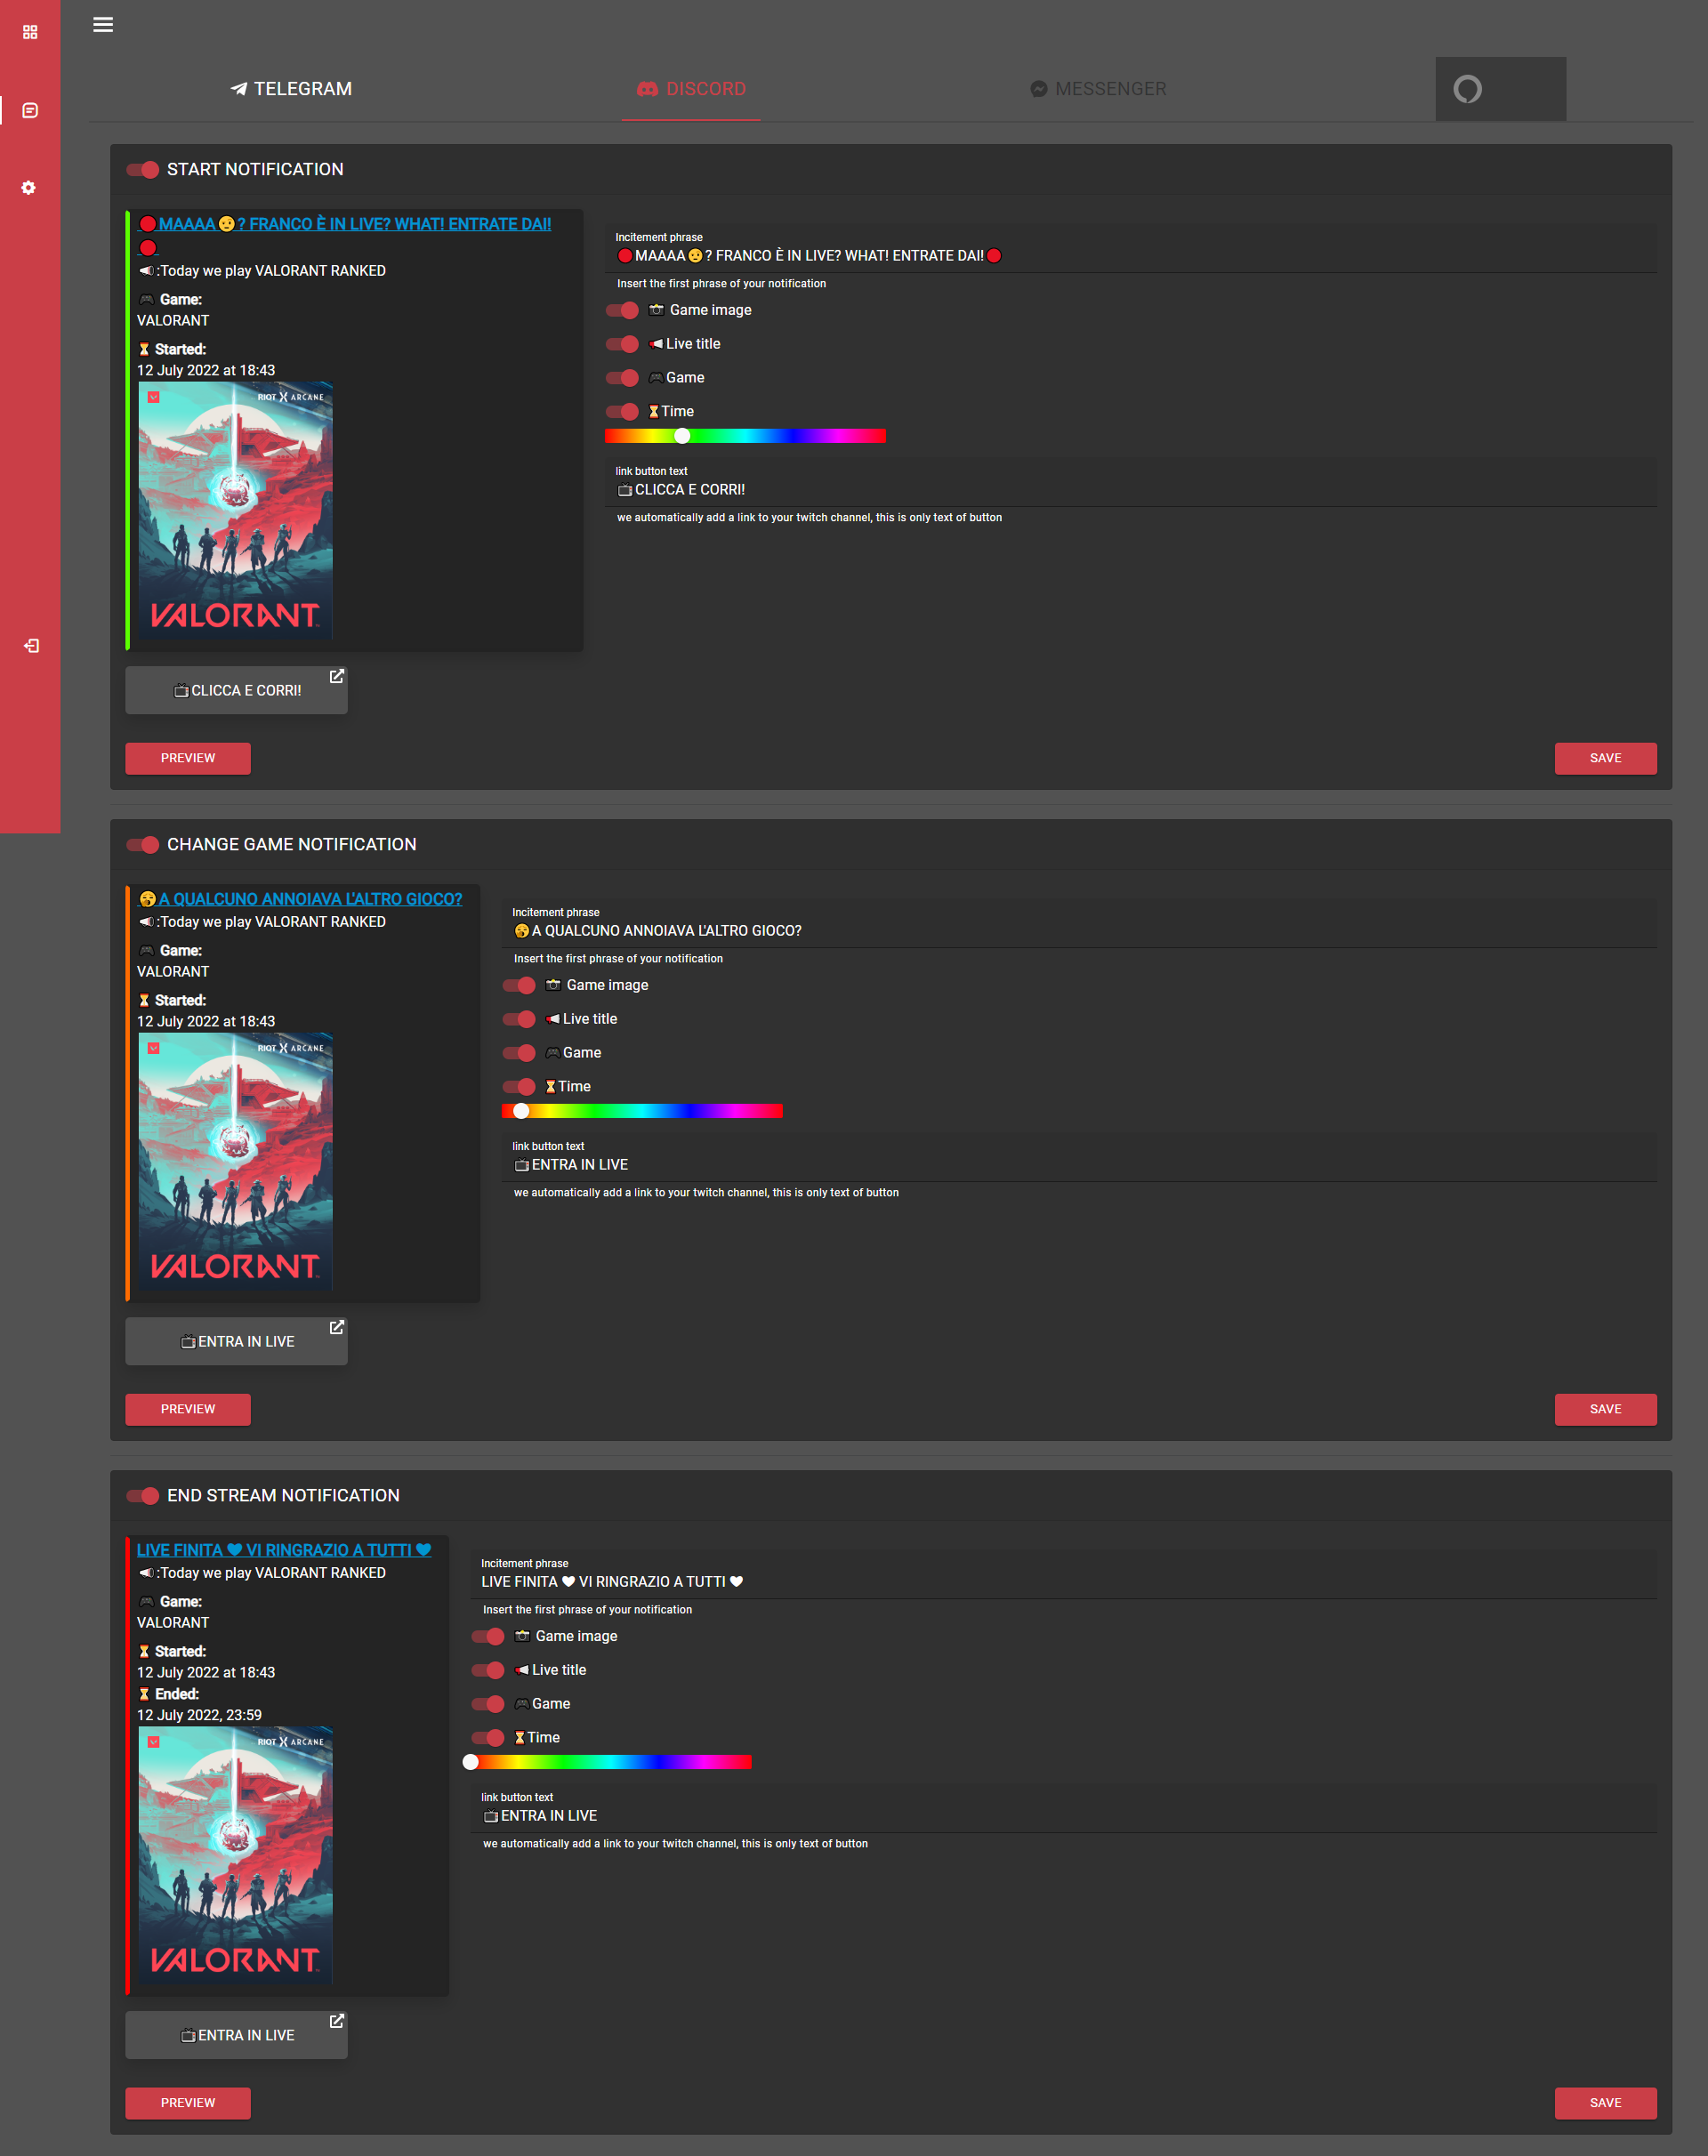 TELEGRAM
DISCORD
MESSENGER
START NOTIFICATION
🔴MAAAA🤨? FRANCO È IN LIVE? WHAT! ENTRATE DAI!
🔴
📢:Today we play VALORANT RANKED
🎮 Game:
VALORANT
⏳ Started:
12 July 2022 at 18:43
RIOT X ARCANE
VALORANT
📺CLICCA E CORRI!
Incitement phrase
🔴MAAAA🤨? FRANCO È IN LIVE? WHAT! ENTRATE DAI!🔴
Insert the first phrase of your notification
📷 Game image
📢Live title
🎮Game
⏳Time
link button text
📺CLICCA E CORRI!
we automatically add a link to your twitch channel, this is only text of button
PREVIEW
SAVE
CHANGE GAME NOTIFICATION
🥱A QUALCUNO ANNOIAVA L'ALTRO GIOCO?
📢:Today we play VALORANT RANKED
🎮 Game:
VALORANT
⏳ Started:
12 July 2022 at 18:43
RIOT X ARCANE
VALORANT
📺ENTRA IN LIVE
Incitement phrase
🥱A QUALCUNO ANNOIAVA L'ALTRO GIOCO?
Insert the first phrase of your notification
📷 Game image
📢Live title
🎮Game
⏳Time
link button text
📺ENTRA IN LIVE
we automatically add a link to your twitch channel, this is only text of button
PREVIEW
SAVE
END STREAM NOTIFICATION
LIVE FINITA ❤ VI RINGRAZIO A TUTTI ❤
📢:Today we play VALORANT RANKED
🎮 Game:
VALORANT
⏳ Started:
12 July 2022 at 18:43
⏳ Ended:
12 July 2022, 23:59
RIOT X ARCANE
VALORANT
📺ENTRA IN LIVE
Incitement phrase
LIVE FINITA ❤ VI RINGRAZIO A TUTTI ❤
Insert the first phrase of your notification
📷 Game image
📢Live title
🎮Game
⏳Time
link button text
📺ENTRA IN LIVE
we automatically add a link to your twitch channel, this is only text of button
PREVIEW
SAVE